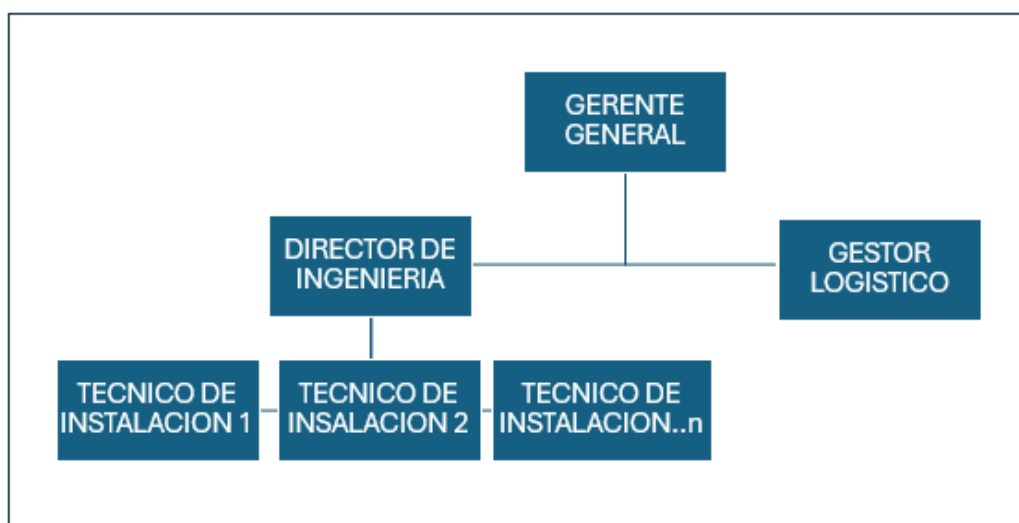 GERENTE
GENERAL
DIRECTOR DE
INGENIERIA
GESTOR
LOGISTICO
TECNICO DE
INSTALACION 1
TECNICO DE
INSALACION 2
TECNICO DE
INSTALACION..n